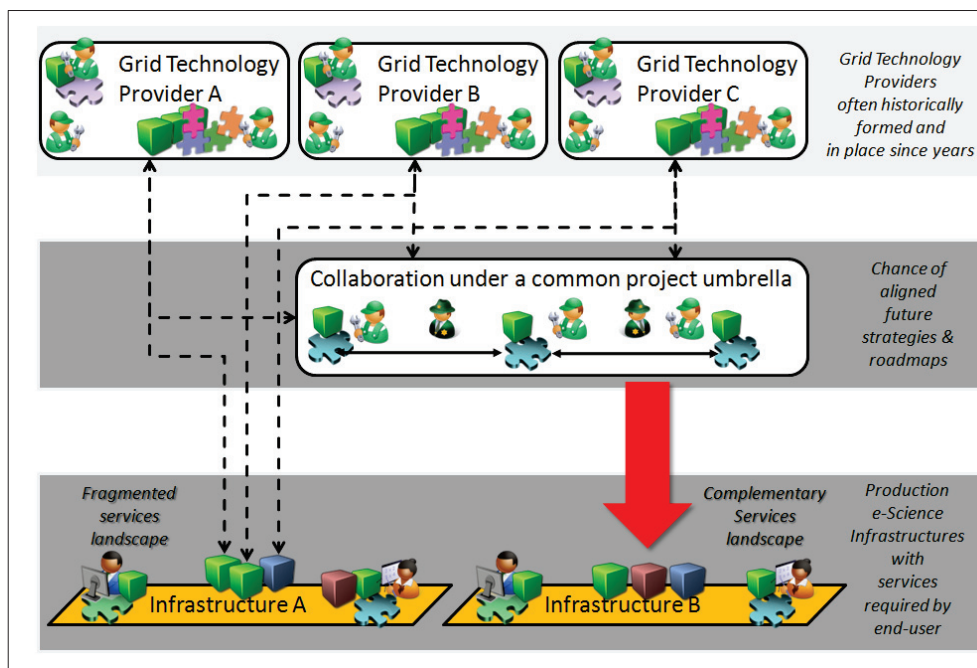 Grid Technology
Provider A
Grid Technology
Provider B
Grid Technology
Provider C
Grid Technology
Providers
often historically
formed and
in place since years
Collaboration under a common project umbrella
Chance of
aligned
future
strategies &
roadmaps
Fragmented
services
landscape
Complementary
Services
landscape
Production
e-Science
Infrastructures
with
services
required by
end-user
Infrastructure A
Infrastructure B